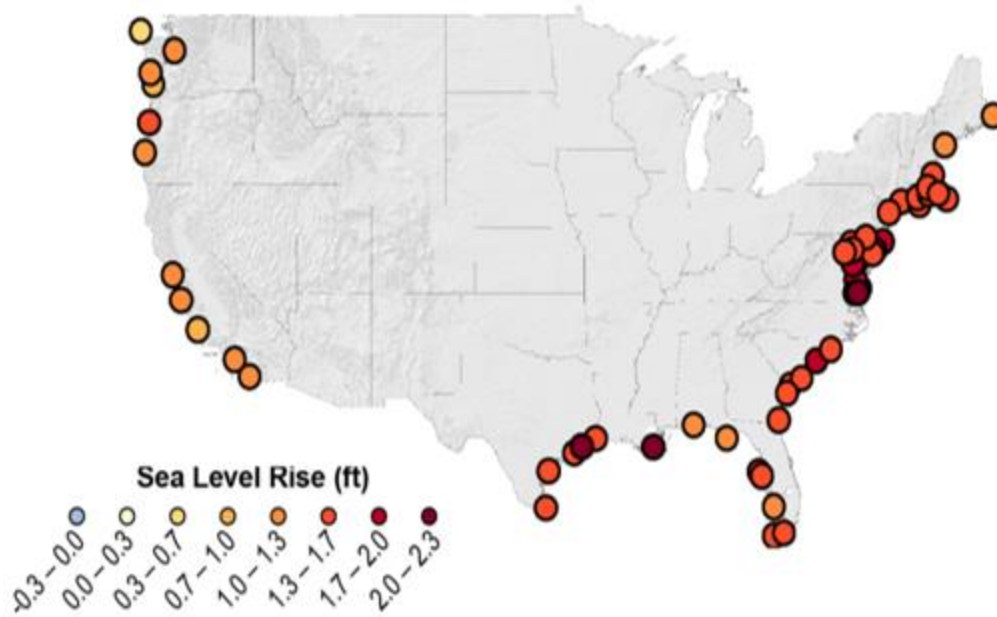 Sea Level Rise (ft)
-0.3 – 0.0
0.0 – 0.3
0.3 – 0.7
0.7 – 1.0
1.0 – 1.3
1.3 – 1.7
1.7 – 2.0
2.0 – 2.3